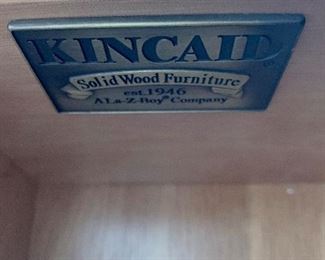 KINCAID
Solid Wood Furniture
est. 1946
A La-Z-Boy® Company